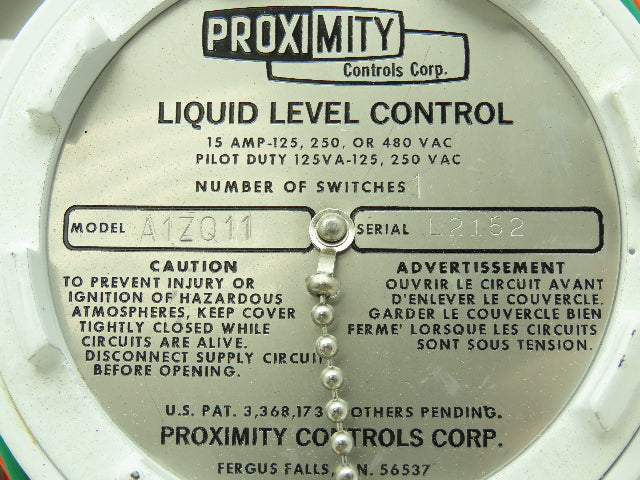 PROXIMITY
Controls Corp.
LIQUID LEVEL CONTROL
15 AMP-125, 250, OR 480 VAC
PILOT DUTY 125VA-125, 250 VAC
NUMBER OF SWITCHES 1
MODEL A1ZQ11
SERIAL L2152
CAUTION
TO PREVENT INJURY OR
IGNITION OF HAZARDOUS
ATMOSPHERES, KEEP COVER
TIGHTLY CLOSED WHILE
CIRCUITS ARE ALIVE.
DISCONNECT SUPPLY CIRCUIT
BEFORE OPENING.
ADVERTISSEMENT
OUVRIR LE CIRCUIT AVANT
D'ENLEVER LE COUVERCLE.
GARDER LE COUVERCLE BIEN
FERME' LORSQUE LES CIRCUITS
SONT SOUS TENSION.
U.S. PAT. 3,368,173 OTHERS PENDING.
PROXIMITY CONTROLS CORP.
FERGUS FALLS, N. 56537